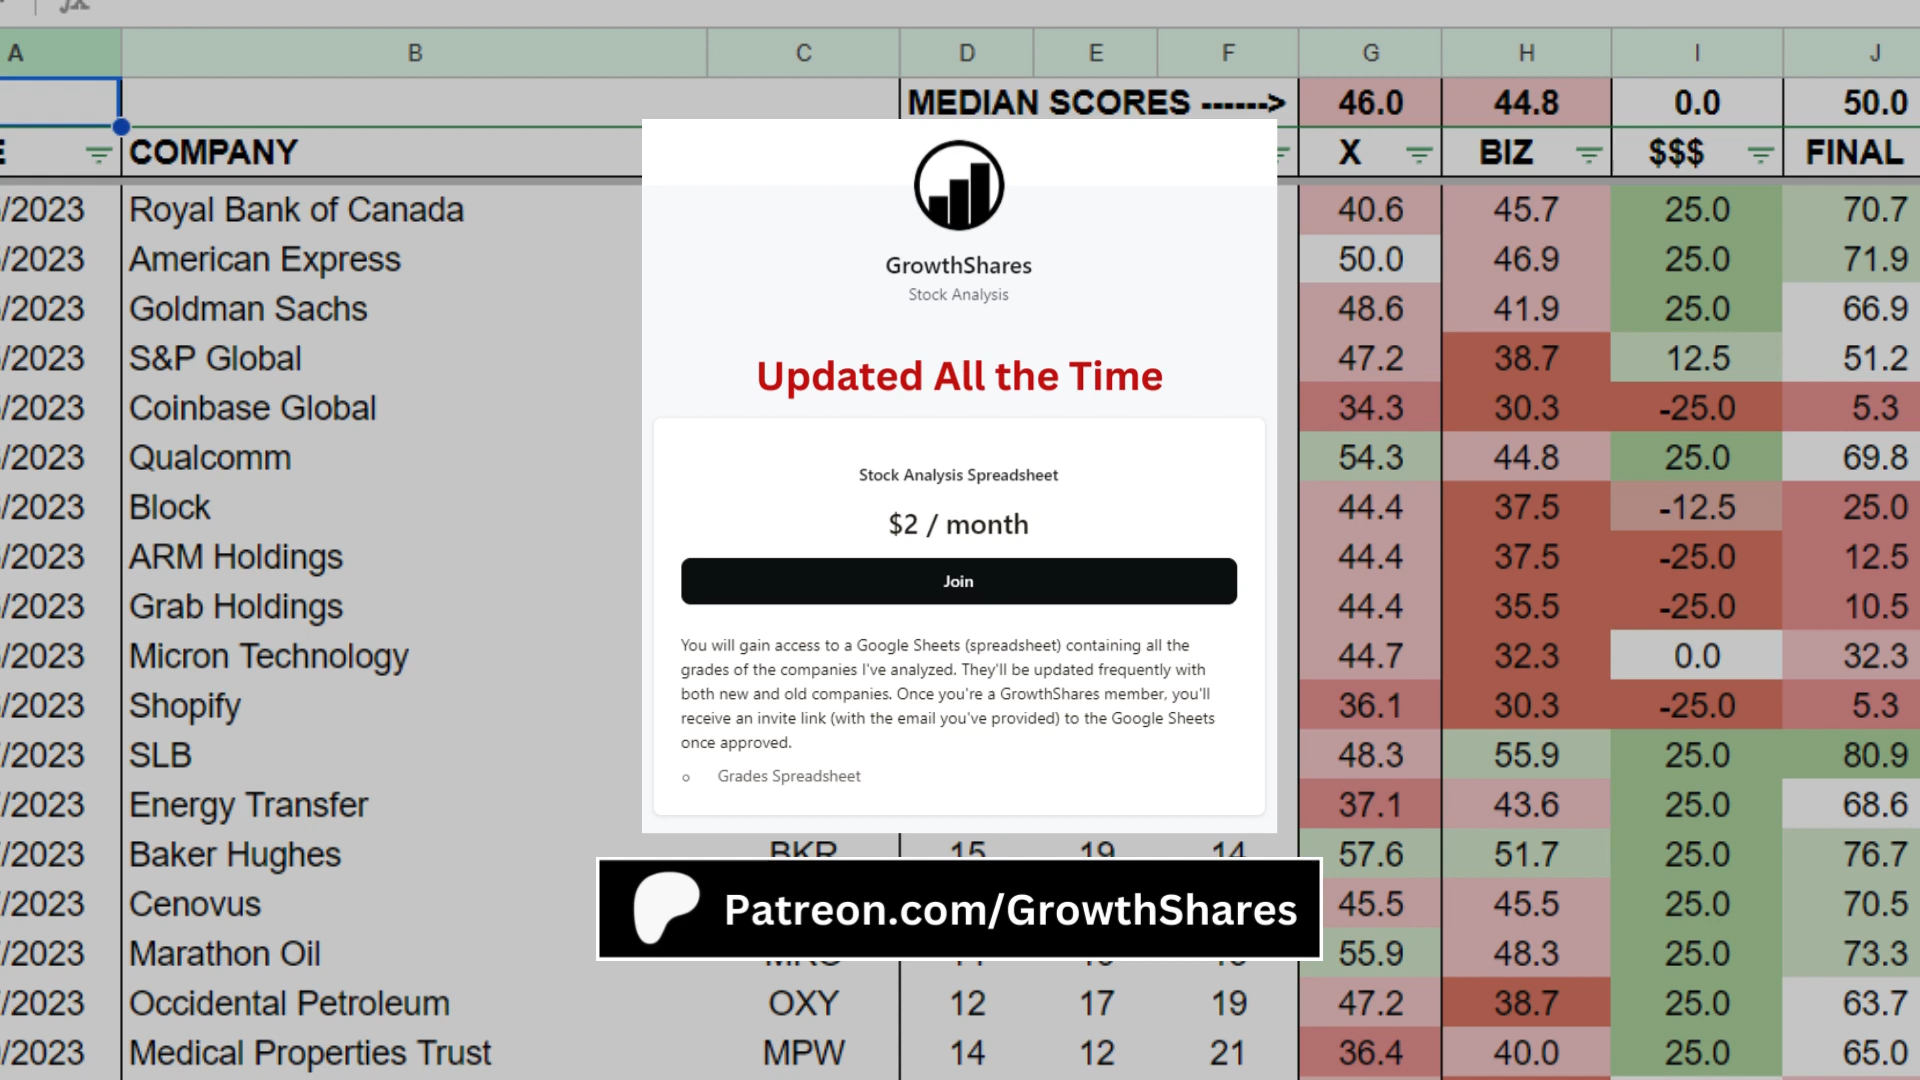 fx
A B C D E F G H I J
MEDIAN SCORES ------> 46.0 44.8 0.0 50.0
COMPANY X BIZ $$$ FINAL
/2023 Royal Bank of Canada 40.6 45.7 25.0 70.7
/2023 American Express 50.0 46.9 25.0 71.9
/2023 Goldman Sachs 48.6 41.9 25.0 66.9
/2023 S&P Global 47.2 38.7 12.5 51.2
/2023 Coinbase Global 34.3 30.3 -25.0 5.3
/2023 Qualcomm 54.3 44.8 25.0 69.8
/2023 Block 44.4 37.5 -12.5 25.0
/2023 ARM Holdings 44.4 37.5 -25.0 12.5
/2023 Grab Holdings 44.4 35.5 -25.0 10.5
/2023 Micron Technology 44.7 32.3 0.0 32.3
/2023 Shopify 36.1 30.3 -25.0 5.3
/2023 SLB 48.3 55.9 25.0 80.9
/2023 Energy Transfer 37.1 43.6 25.0 68.6
/2023 Baker Hughes BKR 15 19 14 57.6 51.7 25.0 76.7
/2023 Cenovus 45.5 45.5 25.0 70.5
/2023 Marathon Oil 55.9 48.3 25.0 73.3
/2023 Occidental Petroleum OXY 12 17 19 47.2 38.7 25.0 63.7
/2023 Medical Properties Trust MPW 14 12 21 36.4 40.0 25.0 65.0
GrowthShares
Stock Analysis
Updated All the Time
Stock Analysis Spreadsheet
$2 / month
Join
You will gain access to a Google Sheets (spreadsheet) containing all the
grades of the companies I've analyzed. They'll be updated frequently with
both new and old companies. Once you're a GrowthShares member, you'll
receive an invite link (with the email you've provided) to the Google Sheets
once approved.
Grades Spreadsheet
Patreon.com/GrowthShares